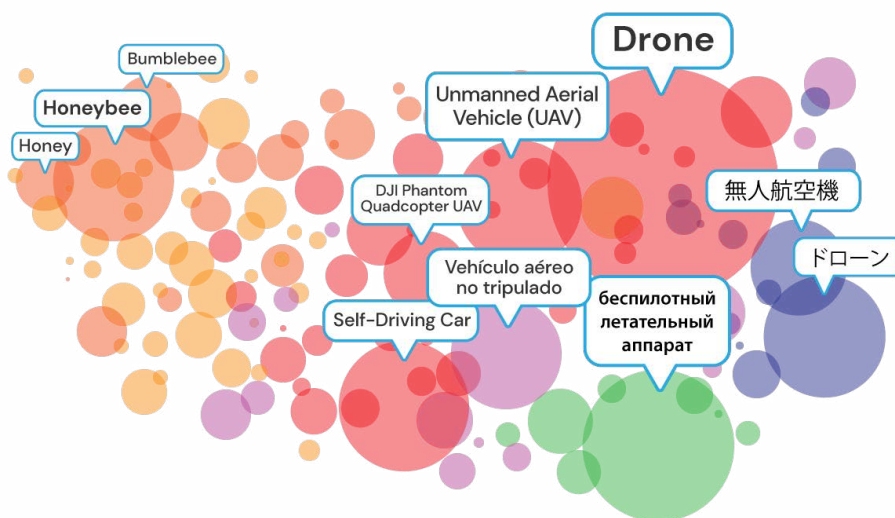 Drone
Bumblebee
Unmanned Aerial
Vehicle (UAV)
Honeybee
Honey
DJI Phantom
Quadcopter UAV
無人航空機
ドローン
Vehículo aéreo
no tripulado
беспилотный
летательный
аппарат
Self-Driving Car